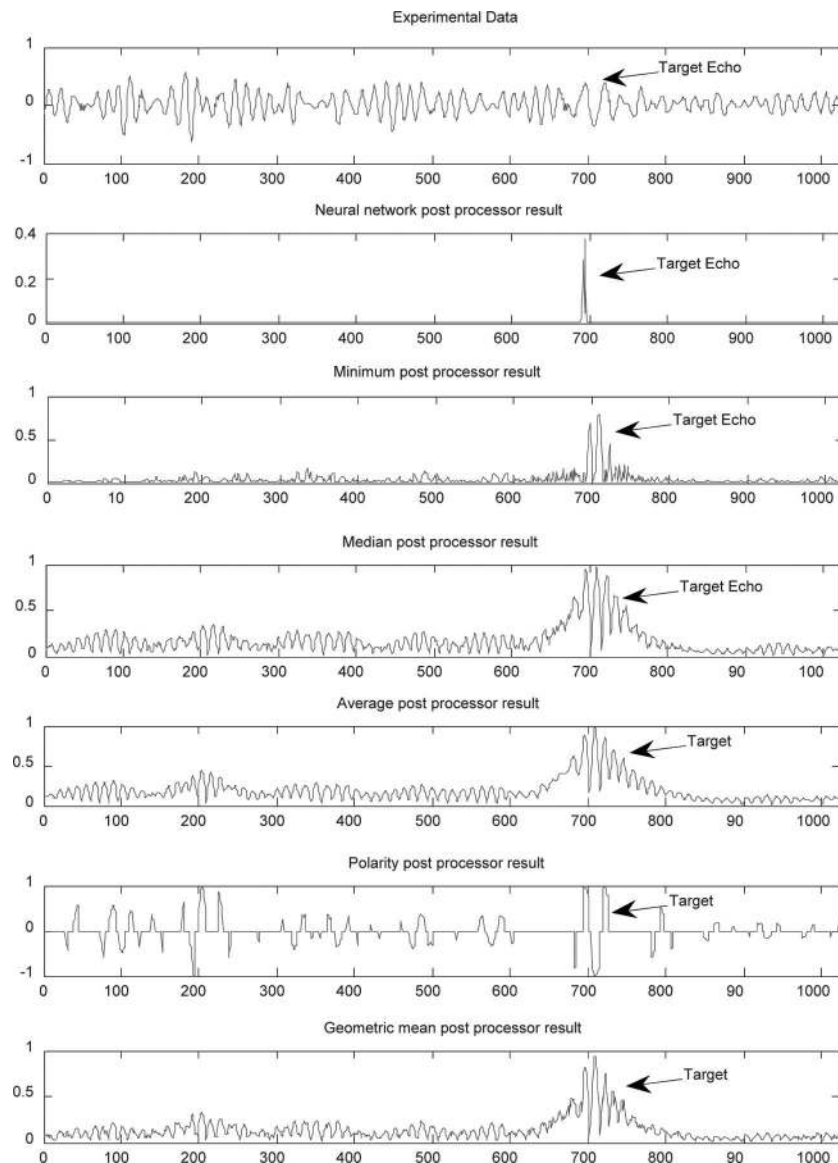 Experimental Data
1
0
-1
Target Echo
0 100 200 300 400 500 600 700 800 900 1000
Neural network post processor result
0.4
0.2
0
Target Echo
0 100 200 300 400 500 600 700 800 900 1000
Minimum post processor result
1
0.5
0
Target Echo
0 10 200 300 400 500 600 700 800 900 1000
Median post processor result
1
0.5
0
Target Echo
0 100 200 300 400 500 600 700 800 90 100
Average post processor result
1
0.5
0
Target
0 100 200 300 400 500 600 700 800 90 1000
Polarity post processor result
1
0
-1
Target
0 100 200 300 400 500 600 700 800 90 1000
Geometric mean post processor result
1
0.5
0
Target
0 100 200 300 400 500 600 700 800 900 1000